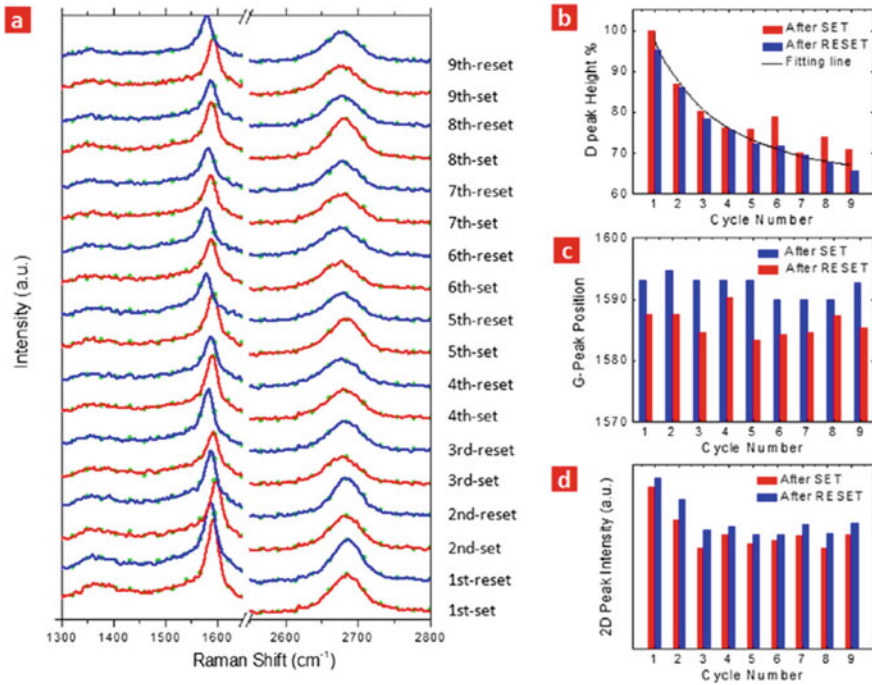 a
Intensity (a.u.)
9th-reset
9th-set
8th-reset
8th-set
7th-reset
7th-set
6th-reset
6th-set
5th-reset
5th-set
4th-reset
4th-set
3rd-reset
3rd-set
2nd-reset
2nd-set
1st-reset
1st-set
1300 1400 1500 1600 2600 2700 2800
Raman Shift (cm⁻¹)
b
After SET
After RESET
Fitting line
D peak Height %
100
90
80
70
60
1 2 3 4 5 6 7 8 9
Cycle Number
c
After SET
After RESET
G- Peak Position
1600
1590
1580
1570
1 2 3 4 5 6 7 8 9
Cycle Number
d
After SET
After RESET
2D Peak Intensity (a.u.)
1 2 3 4 5 6 7 8 9
Cycle Number